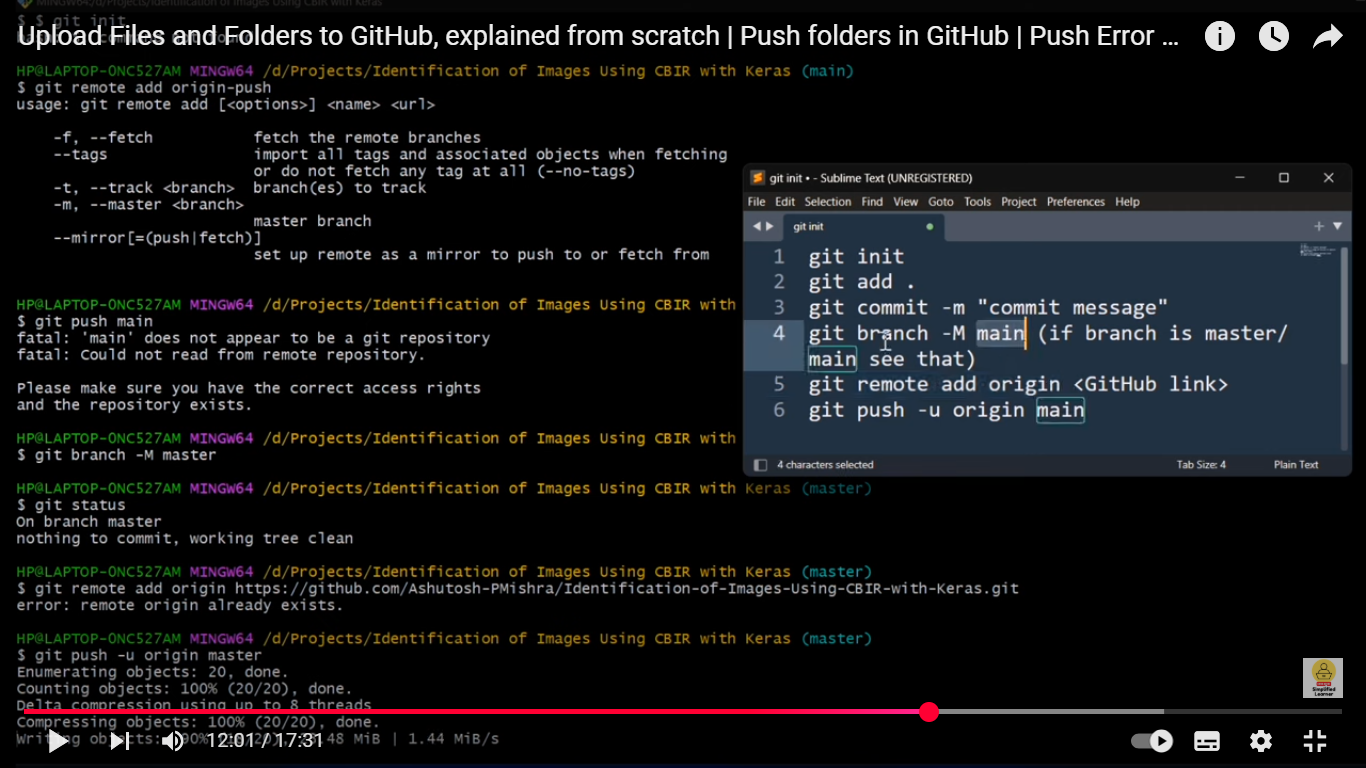 MINGW64:/d/Projects/Identification of Images Using CBIR with Keras
$ $ git init
Upload Files and Folders to GitHub, explained from scratch | Push folders in GitHub | Push Error ...
HP@LAPTOP-ONC527AM MINGW64 /d/Projects/Identification of Images Using CBIR with Keras (main)
$ git remote add origin-push
usage: git remote add [<options>] <name> <url>
-f, --fetch fetch the remote branches
--tags import all tags and associated objects when fetching
or do not fetch any tag at all (--no-tags)
-t, --track <branch> branch(es) to track
-m, --master <branch>
master branch
--mirror[=(push|fetch)]
set up remote as a mirror to push to or fetch from
HP@LAPTOP-ONC527AM MINGW64 /d/Projects/Identification of Images Using CBIR with
$ git push main
fatal: 'main' does not appear to be a git repository
fatal: Could not read from remote repository.
Please make sure you have the correct access rights
and the repository exists.
HP@LAPTOP-ONC527AM MINGW64 /d/Projects/Identification of Images Using CBIR with
$ git branch -M master
HP@LAPTOP-ONC527AM MINGW64 /d/Projects/Identification of Images Using CBIR with Keras (master)
$ git status
On branch master
nothing to commit, working tree clean
HP@LAPTOP-ONC527AM MINGW64 /d/Projects/Identification of Images Using CBIR with Keras (master)
$ git remote add origin https://github.com/Ashutosh-PMishra/Identification-of-Images-Using-CBIR-with-Keras.git
error: remote origin already exists.
HP@LAPTOP-ONC527AM MINGW64 /d/Projects/Identification of Images Using CBIR with Keras (master)
$ git push -u origin master
Enumerating objects: 20, done.
Counting objects: 100% (20/20), done.
Delta compression using up to 8 threads
Compressing objects: 100% (20/20), done.
Writing objects: 90% 48 MiB | 1.44 MiB/s
12:01 / 17:31
git init • - Sublime Text (UNREGISTERED)
File Edit Selection Find View Goto Tools Project Preferences Help
git init
1 git init
2 git add .
3 git commit -m "commit message"
4 git branch -M main (if branch is master/
main see that)
5 git remote add origin <GitHub link>
6 git push -u origin main
4 characters selected Tab Size: 4 Plain Text
Simplified
Learner